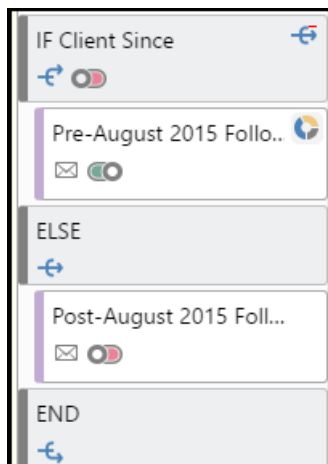 IF Client Since
Pre-August 2015 Follo...
ELSE
Post-August 2015 Foll...
END